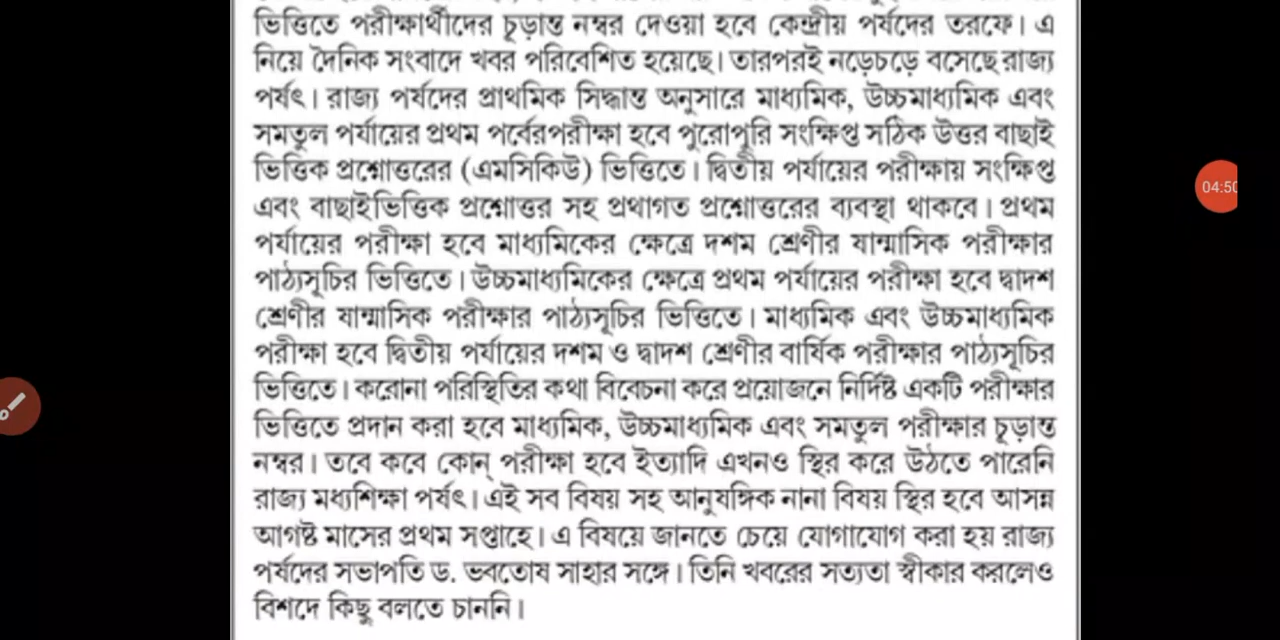 ভিত্তিতে পরীক্ষার্থীদের চূড়ান্ত নম্বর দেওয়া হবে কেন্দ্রীয় পর্ষদের তরফে। এ
নিয়ে দৈনিক সংবাদে খবর পরিবেশিত হয়েছে। তারপরই নড়েচড়ে বসেছে রাজ্য
পর্ষৎ। রাজ্য পর্ষদের প্রাথমিক সিদ্ধান্ত অনুসারে মাধ্যমিক, উচ্চমাধ্যমিক এবং
সমতুল পর্যায়ের প্রথম পর্বেরপরীক্ষা হবে পুরোপুরি সংক্ষিপ্ত সঠিক উত্তর বাছাই
ভিত্তিক প্রশ্নোত্তরের (এমসিকিউ) ভিত্তিতে। দ্বিতীয় পর্যায়ের পরীক্ষায় সংক্ষিপ্ত
এবং বাছাইভিত্তিক প্রশ্নোত্তর সহ প্রথাগত প্রশ্নোত্তরের ব্যবস্থা থাকবে। প্রথম
পর্যায়ের পরীক্ষা হবে মাধ্যমিকের ক্ষেত্রে দশম শ্রেণীর ষান্মাসিক পরীক্ষার
পাঠ্যসূচির ভিত্তিতে। উচ্চমাধ্যমিকের ক্ষেত্রে প্রথম পর্যায়ের পরীক্ষা হবে দ্বাদশ
শ্রেণীর ষান্মাসিক পরীক্ষার পাঠ্যসূচির ভিত্তিতে। মাধ্যমিক এবং উচ্চমাধ্যমিক
পরীক্ষা হবে দ্বিতীয় পর্যায়ের দশম ও দ্বাদশ শ্রেণীর বার্ষিক পরীক্ষার পাঠ্যসূচির
ভিত্তিতে। করোনা পরিস্থিতির কথা বিবেচনা করে প্রয়োজনে নির্দিষ্ট একটি পরীক্ষার
ভিত্তিতে প্রদান করা হবে মাধ্যমিক, উচ্চমাধ্যমিক এবং সমতুল পরীক্ষার চূড়ান্ত
নম্বর। তবে কবে কোন্ পরীক্ষা হবে ইত্যাদি এখনও স্থির করে উঠতে পারেনি
রাজ্য মধ্যশিক্ষা পর্ষৎ। এই সব বিষয় সহ আনুষঙ্গিক নানা বিষয় স্থির হবে আসন্ন
আগষ্ট মাসের প্রথম সপ্তাহে। এ বিষয়ে জানতে চেয়ে যোগাযোগ করা হয় রাজ্য
পর্ষদের সভাপতি ড. ভবতোষ সাহার সঙ্গে। তিনি খবরের সত্যতা স্বীকার করলেও
বিশদে কিছু বলতে চাননি।
04:50